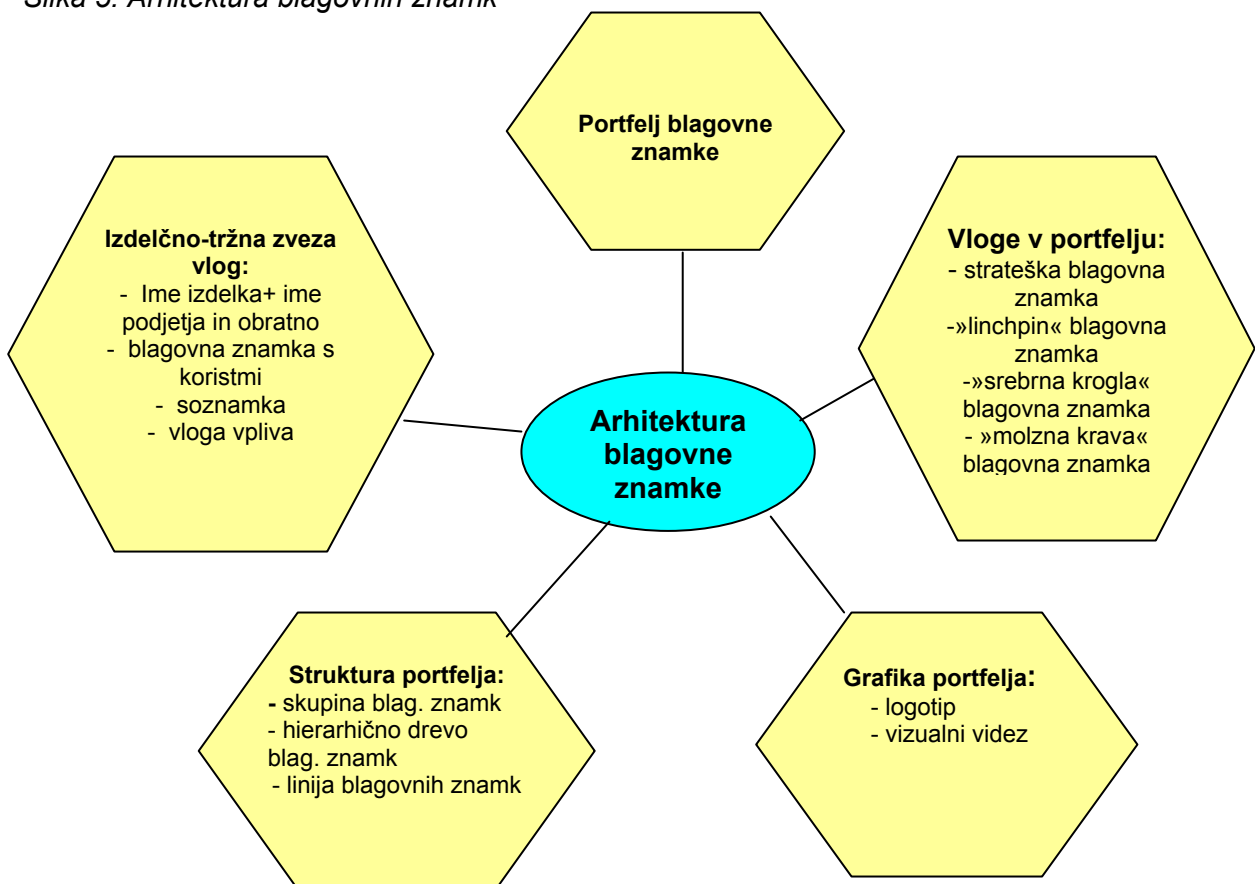 Slika 5: Arhitektura blagovnih znamk
Portfelj blagovne
znamke
Izdelčno-tržna zveza
vlog:
- Ime izdelka+ ime
podjetja in obratno
- blagovna znamka s
koristmi
- soznamka
- vloga vpliva
Vloge v portfelju:
- strateška blagovna
znamka
-»linchpin« blagovna
znamka
-»srebrna krogla«
blagovna znamka
- »molzna krava«
blagovna znamka
Arhitektura
blagovne
znamke
Struktura portfelja:
- skupina blag. znamk
- hierarhično drevo
blag. znamk
- linija blagovnih znamk
Grafika portfelja:
- logotip
- vizualni videz